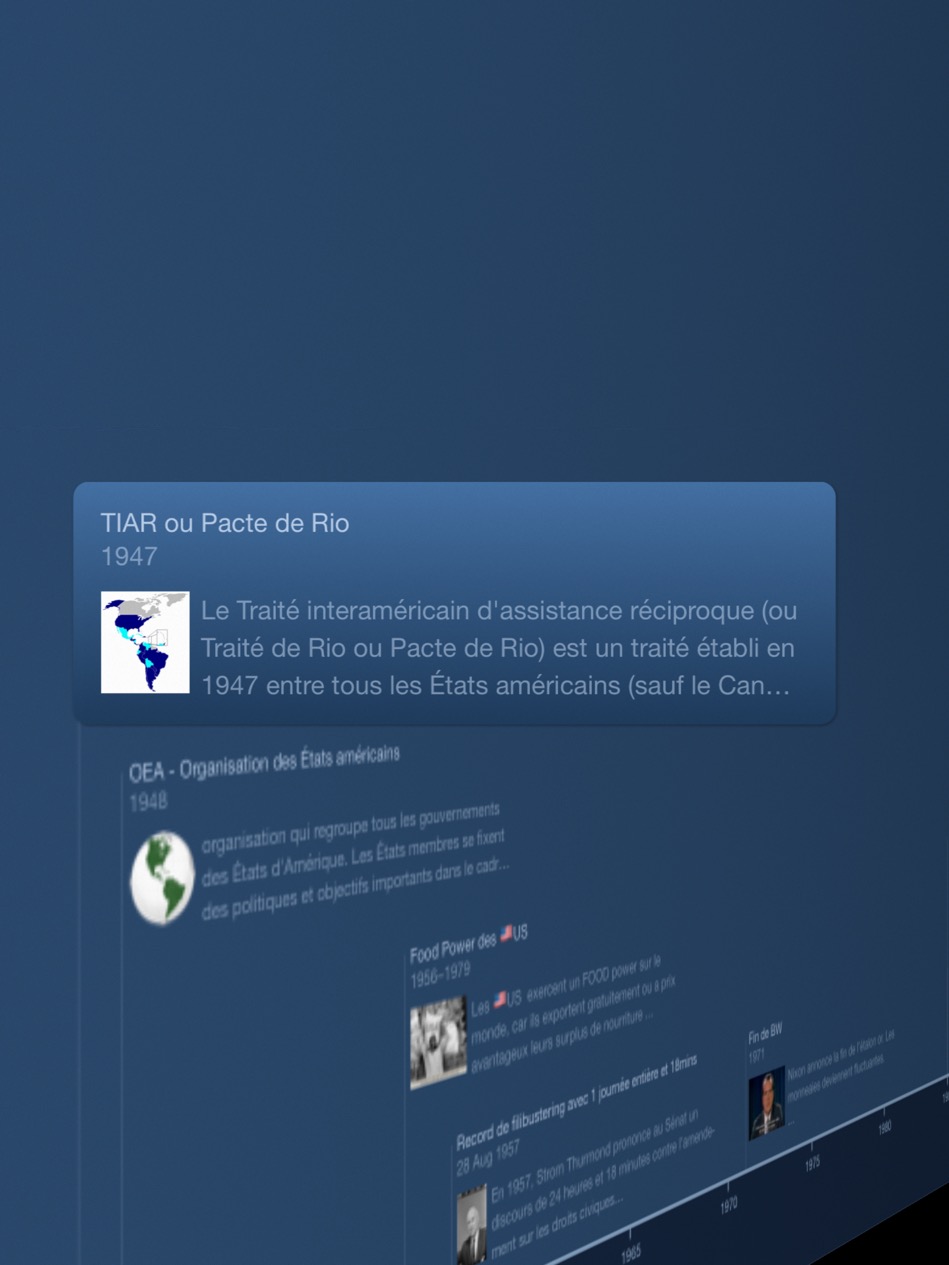 TIAR ou Pacte de Rio
1947
Le Traité interaméricain d'assistance réciproque (ou
Traité de Rio ou Pacte de Rio) est un traité établi en
1947 entre tous les États américains (sauf le Can…
OEA - Organisation des États américains
1948
organisation qui regroupe tous les gouvernements
des États d'Amérique. Les États membres se fixent
des politiques et objectifs importants dans le cadr…
Food Power des 🇺🇸US
1956–1979
Les 🇺🇸US exercent un FOOD power sur le
monde, car ils exportent gratuitement ou a prix
avantageux leurs surplus de nourriture …
Fin de BW
1971
Nixon annonce la fin de l'étalon or. Les
monnaies deviennent fluctuantes.
…
Record de filibustering avec 1 journée entière et 18mins
28 Aug 1957
En 1957, Strom Thurmond prononce au Sénat un
discours de 24 heures et 18 minutes contre l'amende-
ment sur les droits civiques…
1965
1970
1975
1980